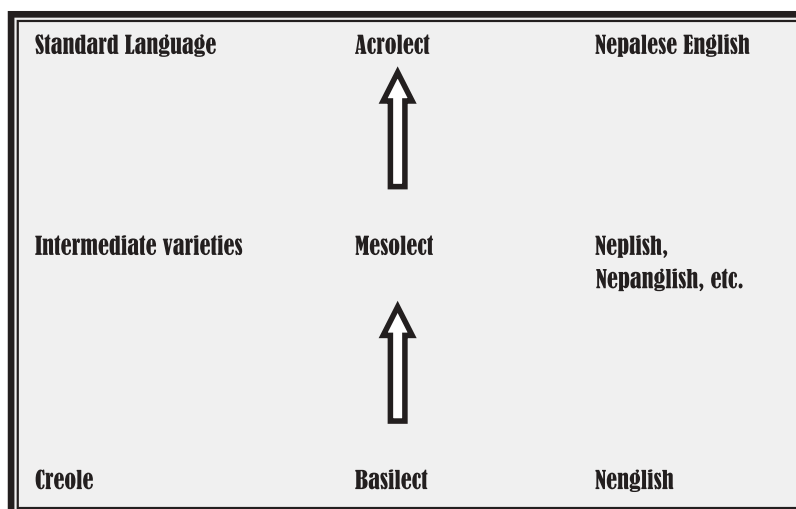 Standard Language Acrolect Nepalese English
Intermediate varieties Mesolect Neplish,
Nepanglish, etc.
Creole Basilect Nenglish